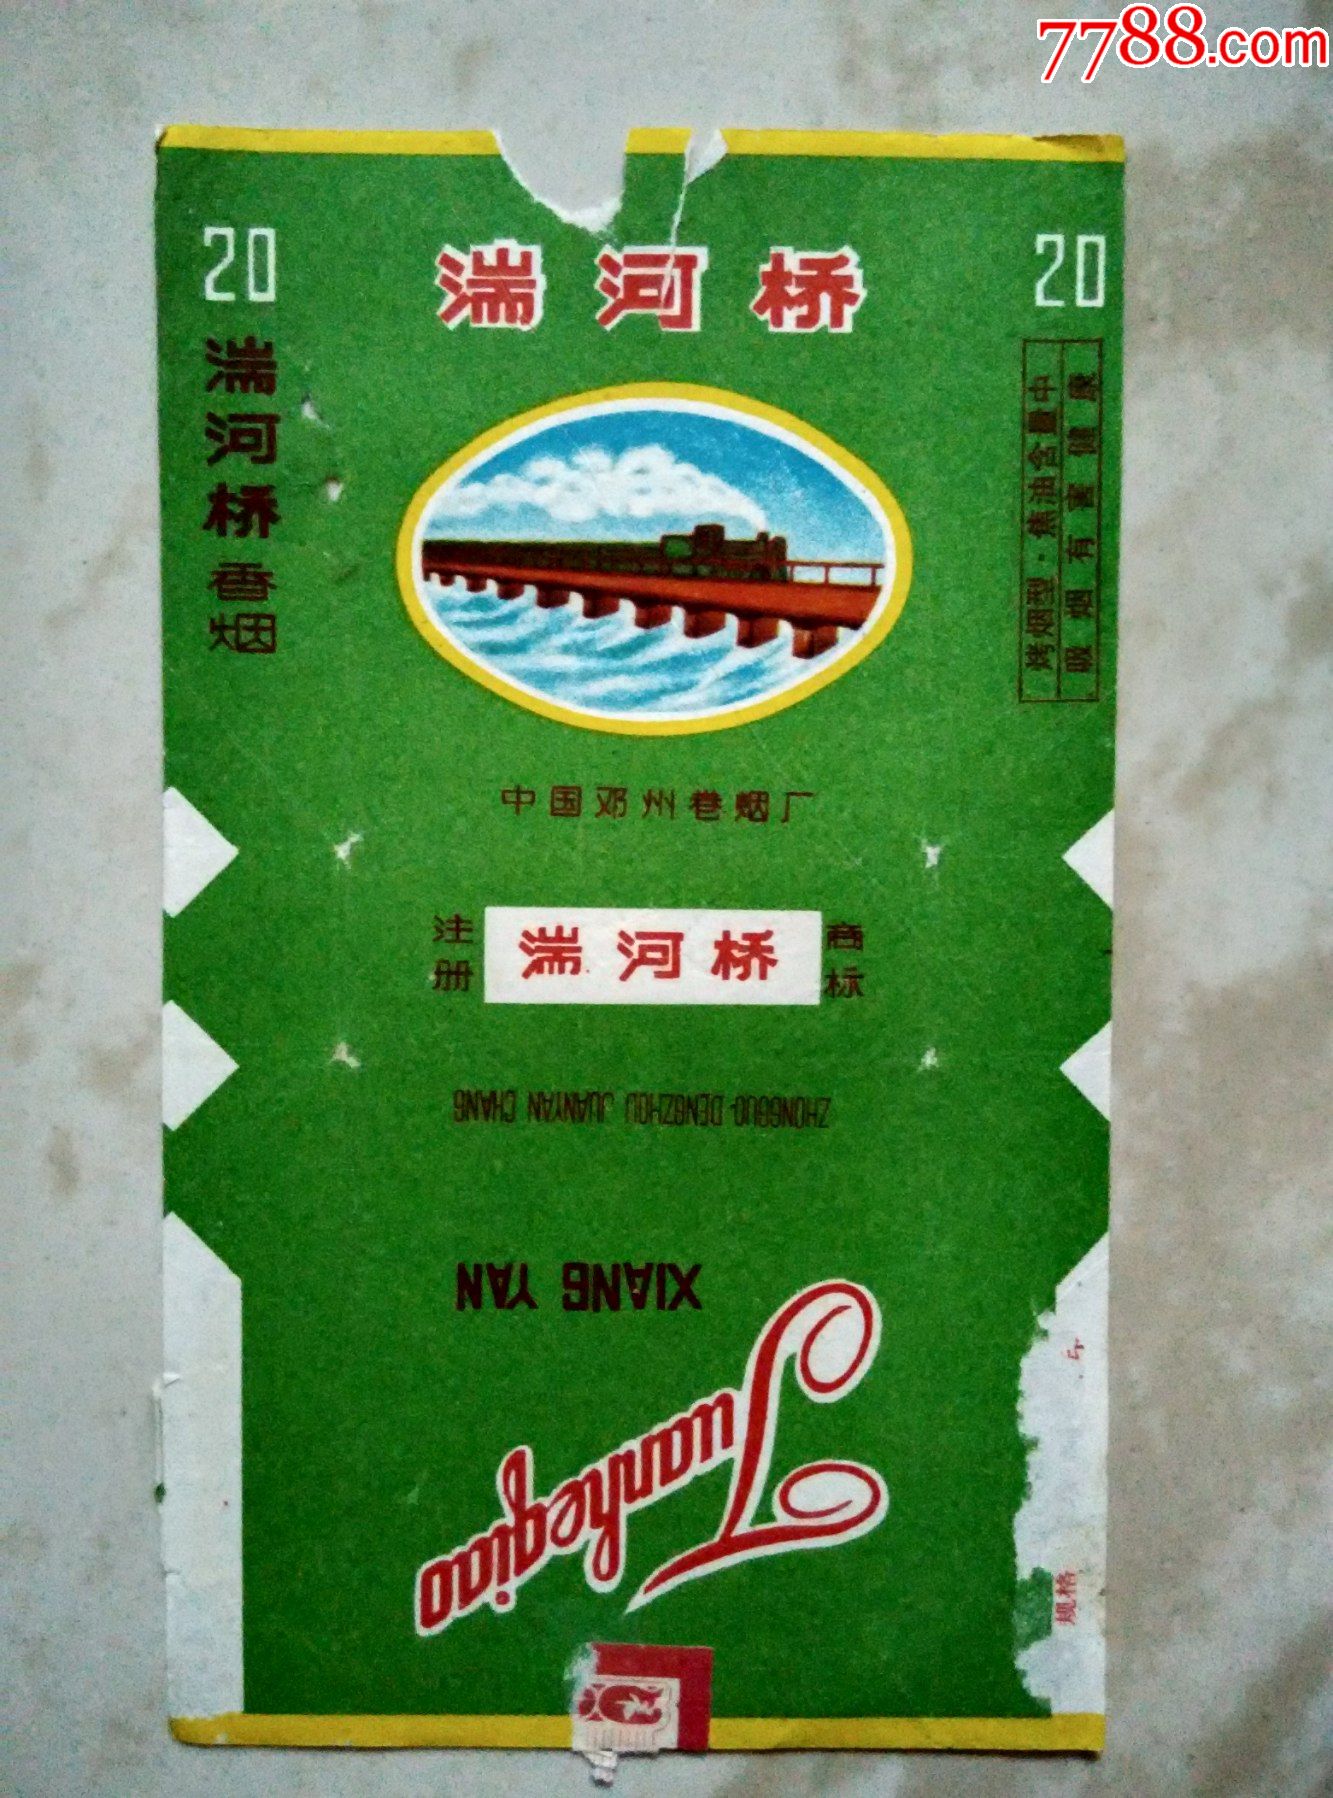 7788.com
20
湍河桥
20
湍河桥香烟
烤烟型·焦油含量中
吸烟有害健康
中国邓州卷烟厂
注册
湍河桥
商标
ZHONGGUO DENGZHOU JUANYAN CHANG
XIANG YAN
Tuanheqiao
规格